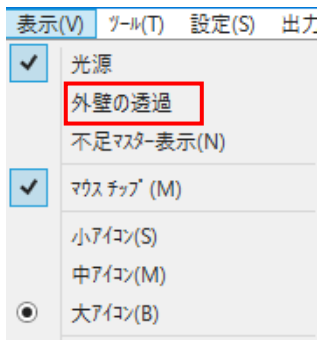 表示(V) ﾂｰﾙ(T) 設定(S) 出力
光源
外壁の透過
不足ﾏｽﾀｰ表示(N)
ﾏｳｽ ﾁｯﾌﾟ (M)
小ｱｲｺﾝ(S)
中ｱｲｺﾝ(M)
大ｱｲｺﾝ(B)